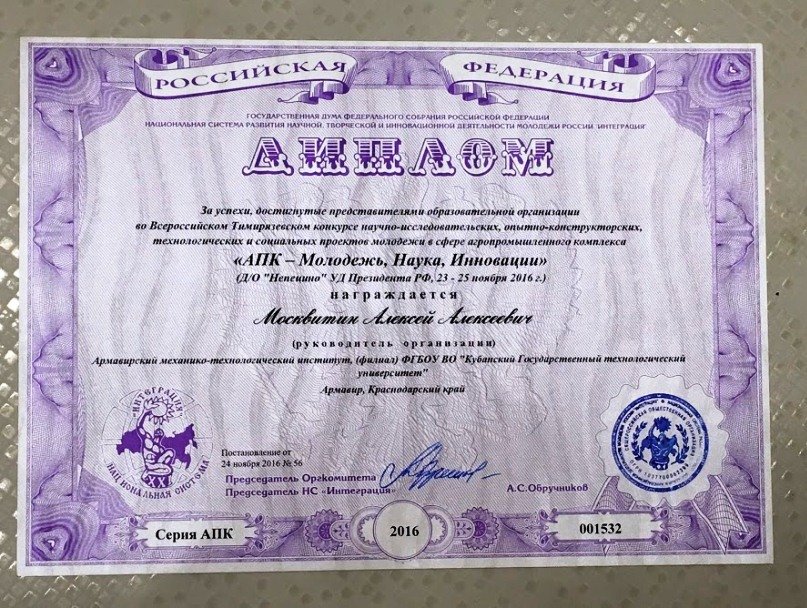 РОССИЙСКАЯ ФЕДЕРАЦИЯ
ГОСУДАРСТВЕННАЯ ДУМА ФЕДЕРАЛЬНОГО СОБРАНИЯ РОССИЙСКОЙ ФЕДЕРАЦИИ
НАЦИОНАЛЬНАЯ СИСТЕМА РАЗВИТИЯ НАУЧНОЙ, ТВОРЧЕСКОЙ И ИННОВАЦИОННОЙ ДЕЯТЕЛЬНОСТИ МОЛОДЕЖИ РОССИИ "ИНТЕГРАЦИЯ"
ДИПЛОМ
За успехи, достигнутые представителями образовательной организации
во Всероссийском Тимирязевском конкурсе научно-исследовательских, опытно-конструкторских,
технологических и социальных проектов молодежи в сфере агропромышленного комплекса
«АПК – Молодежь, Наука, Инновации»
(Д/О "Непецино" УД Президента РФ, 23 - 25 ноября 2016 г.)
награждается
Москвитин Алексей Алексеевич
(руководитель организации)
Армавирский механико-технологический институт, (филиал) ФГБОУ ВО "Кубанский Государственный технологический
университет"
Армавир, Краснодарский край
ИНТЕГРАЦИЯ
XXI
НАЦИОНАЛЬНАЯ СИСТЕМА
Постановление от
24 ноября 2016 № 56
Председатель Оргкомитета
Председатель НС «Интеграция»
А.С.Обручников
ОБЩЕРОССИЙСКАЯ ОБЩЕСТВЕННАЯ ОРГАНИЗАЦИЯ
Серия АПК
2016
001532